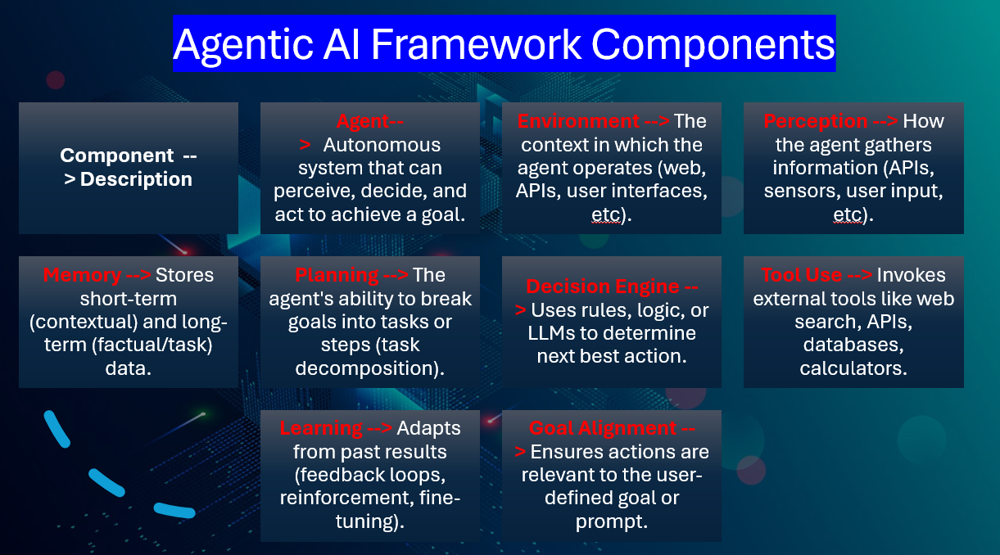 Agentic AI Framework Components
Component --
> Description
Agent--
> Autonomous
system that can
perceive, decide, and
act to achieve a goal.
Environment --> The
context in which the
agent operates (web,
APIs, user interfaces,
etc).
Perception --> How
the agent gathers
information (APIs,
sensors, user input,
etc).
Memory --> Stores
short-term
(contextual) and long-
term (factual/task)
data.
Planning --> The
agent's ability to break
goals into tasks or
steps (task
decomposition).
Decision Engine --
> Uses rules, logic, or
LLMs to determine
next best action.
Tool Use --> Invokes
external tools like web
search, APIs,
databases,
calculators.
Learning --> Adapts
from past results
(feedback loops,
reinforcement, fine-
tuning).
Goal Alignment --
> Ensures actions are
relevant to the user-
defined goal or
prompt.